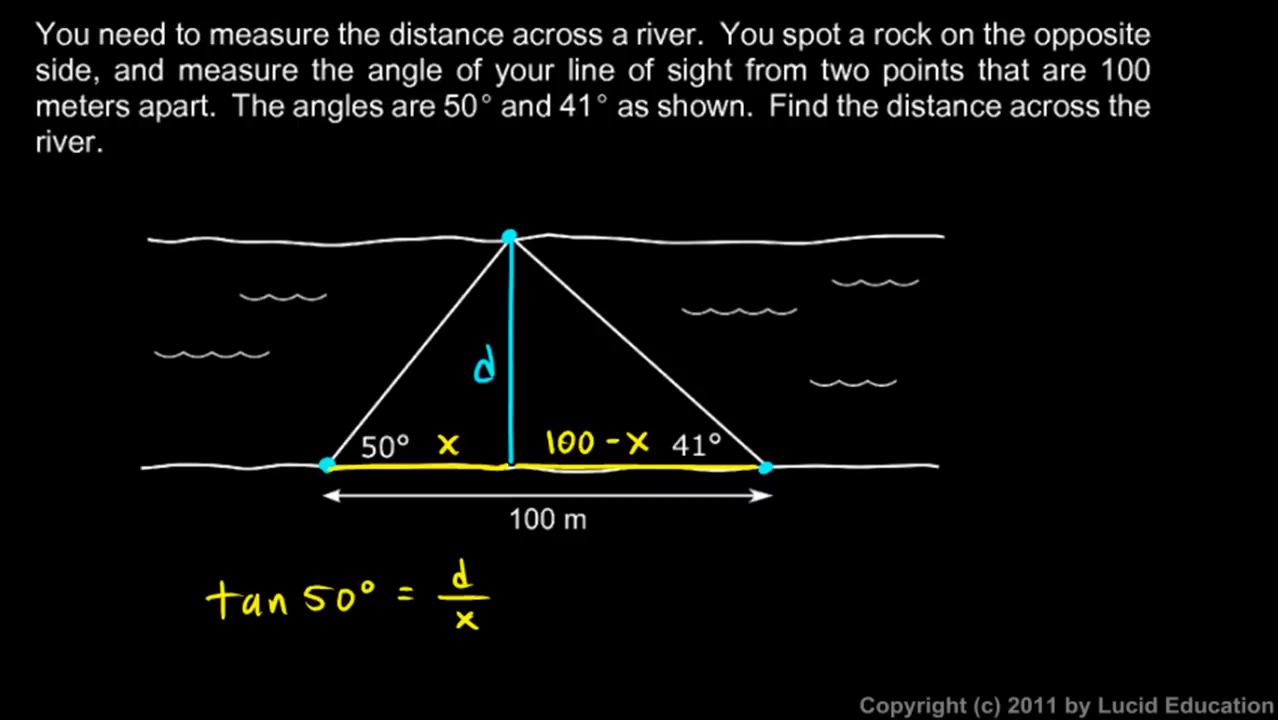 You need to measure the distance across a river. You spot a rock on the opposite
side, and measure the angle of your line of sight from two points that are 100
meters apart. The angles are 50° and 41° as shown. Find the distance across the
river.
d
50° x 100 - x 41°
100 m
tan 50° = d/x
Copyright (c) 2011 by Lucid Education